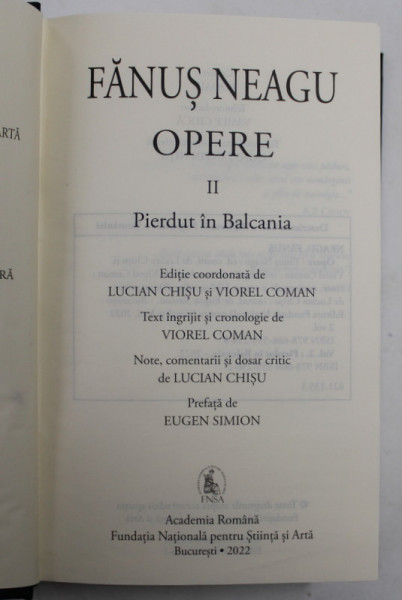 FĂNUȘ NEAGU
OPERE
II
Pierdut în Balcania
Ediție coordonată de
LUCIAN CHIȘU și VIOREL COMAN
Text îngrijit și cronologie de
VIOREL COMAN
Note, comentarii și dosar critic
de LUCIAN CHIȘU
Prefață de
EUGEN SIMION
FNSA
Academia Română
Fundația Națională pentru Știință și Artă
București • 2022